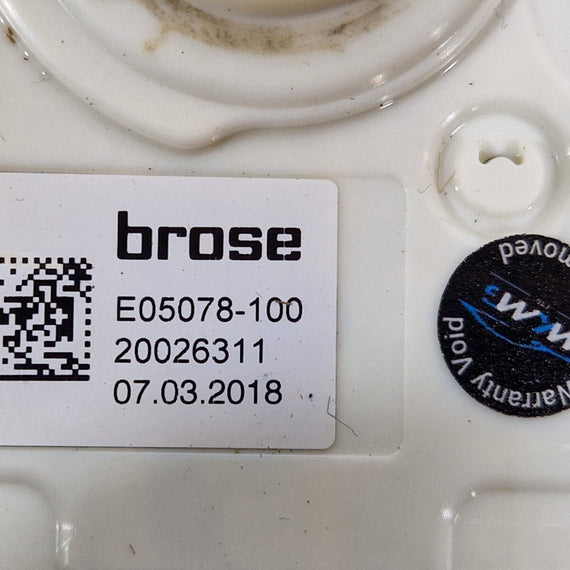 brose
E05078-100
20026311
07.03.2018
Warranty Void
moved